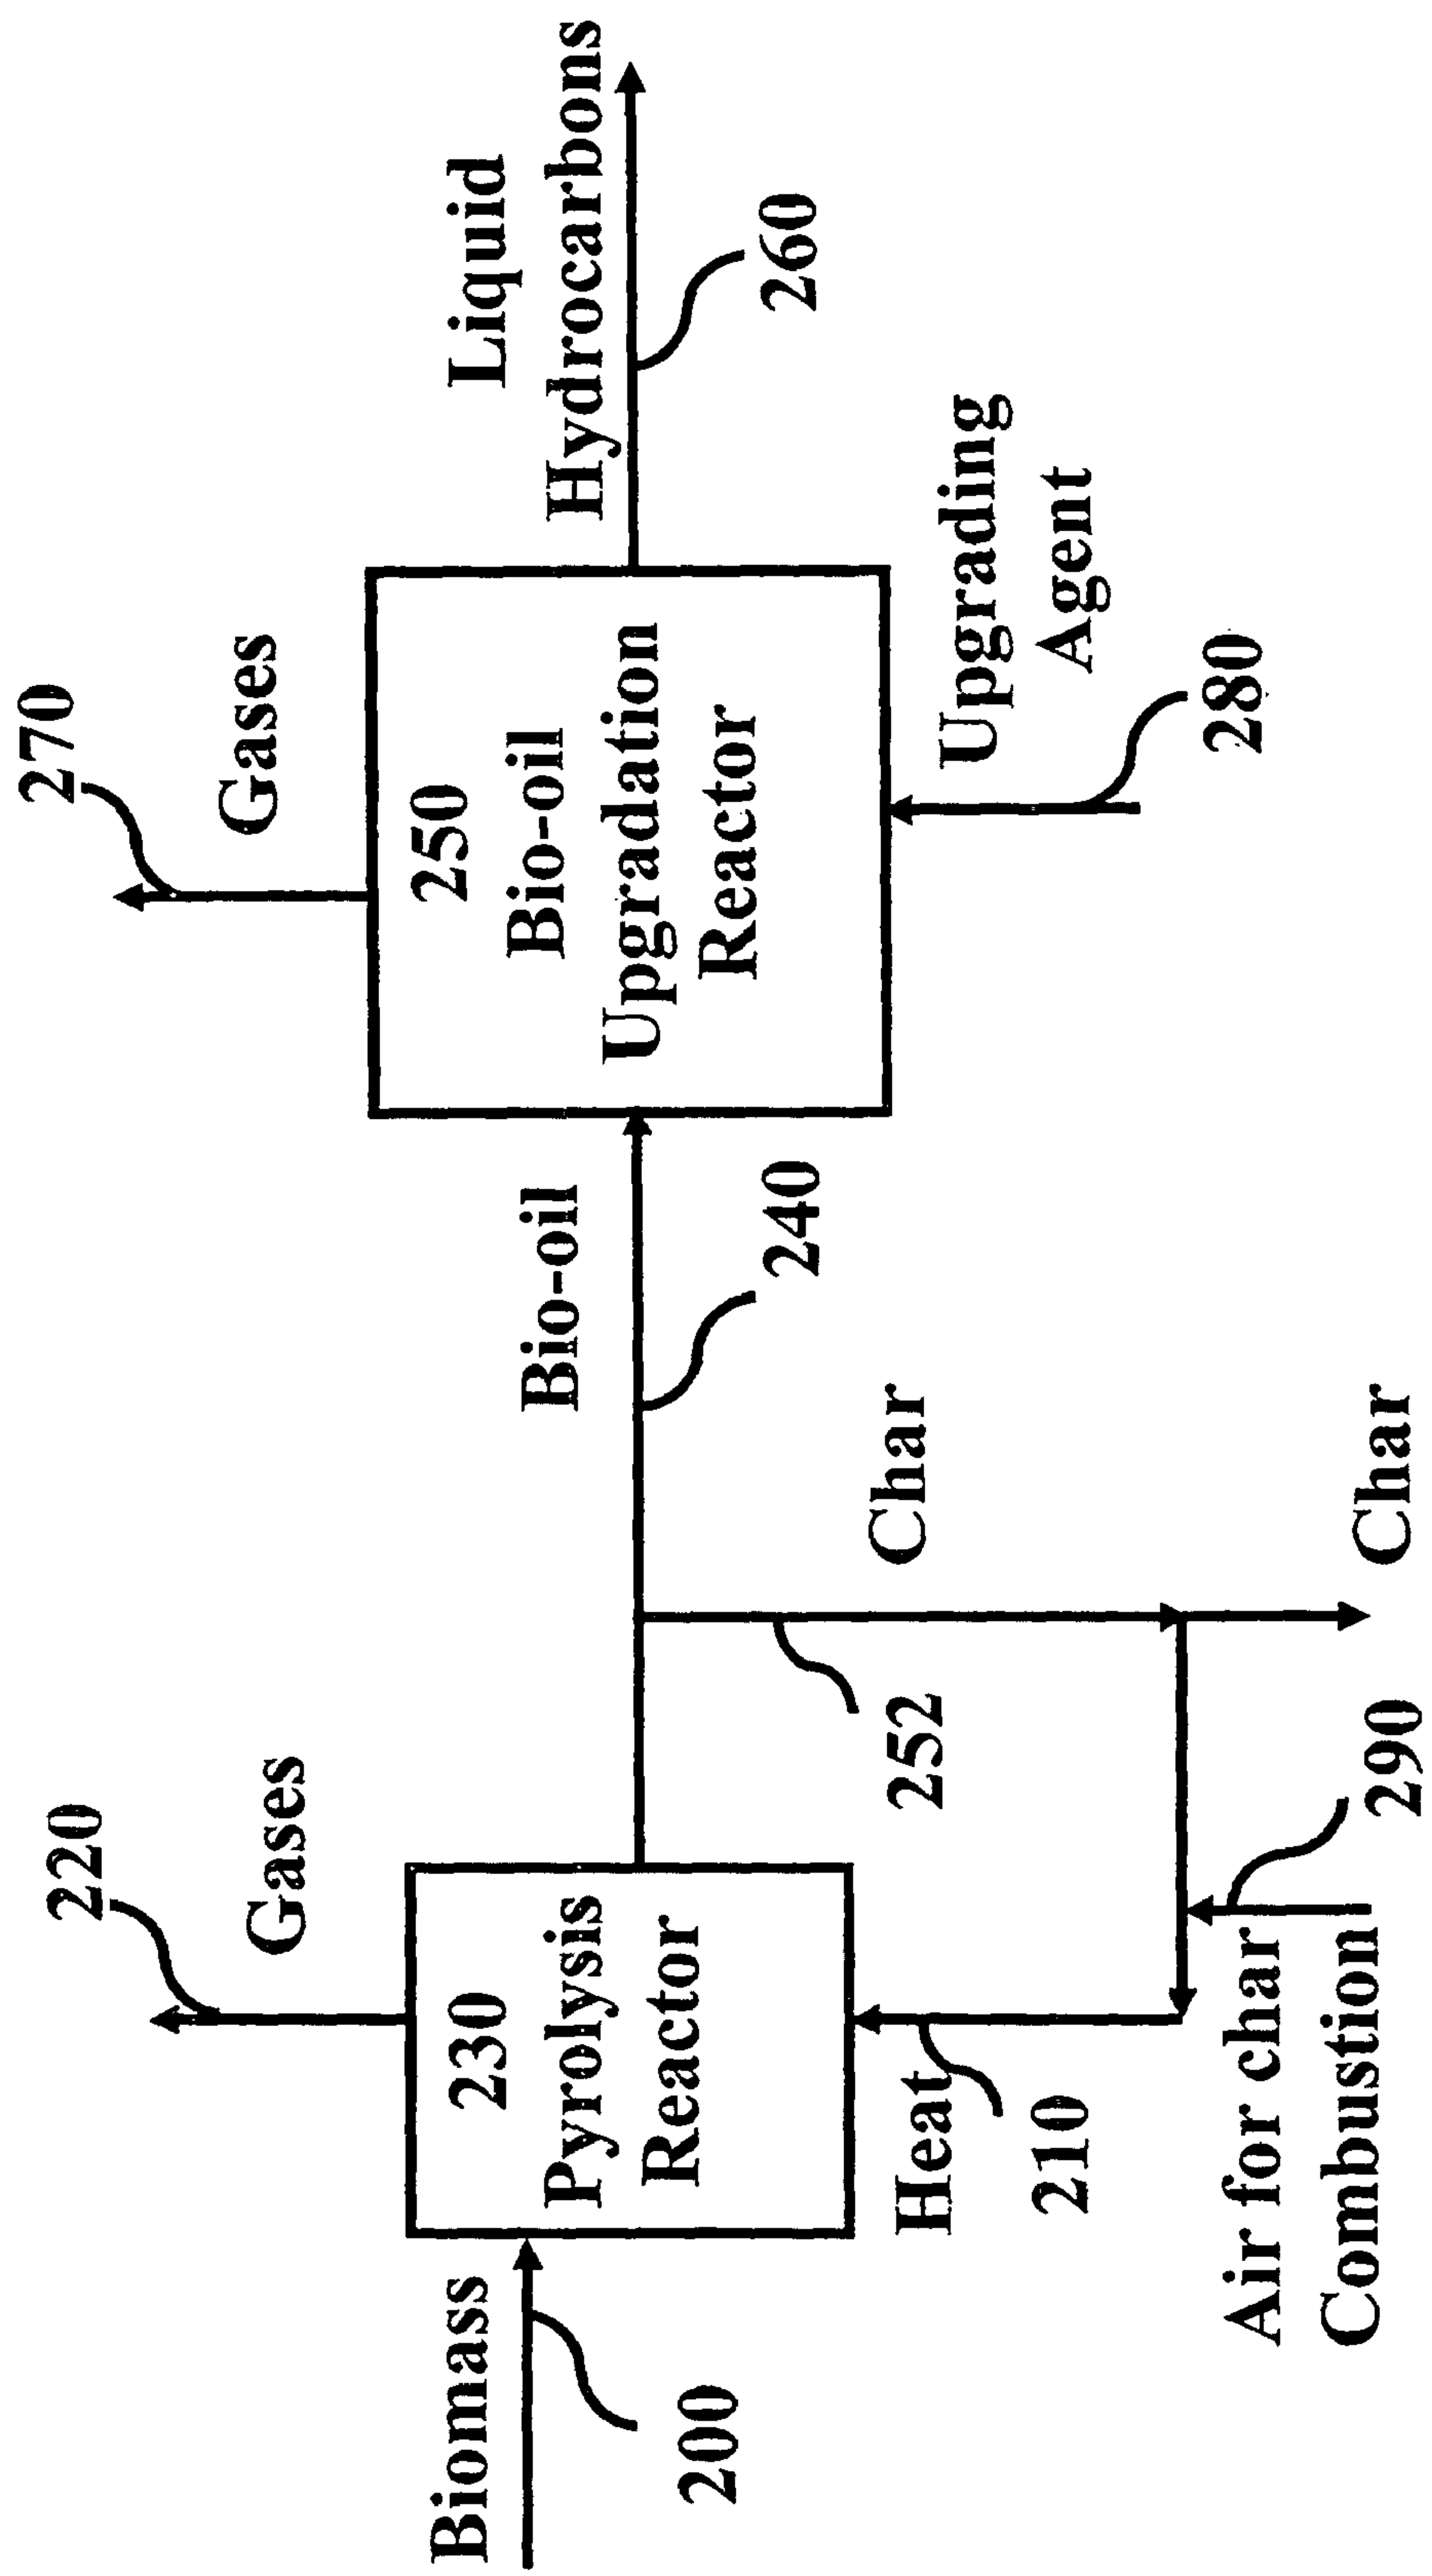 Biomass
200
230
Pyrolysis
Reactor
220
Gases
Heat
210
Air for char
Combustion
290
252
Char
Char
Bio-oil
240
250
Bio-oil
Upgradation
Reactor
270
Gases
Upgrading
Agent
280
Liquid
Hydrocarbons
260